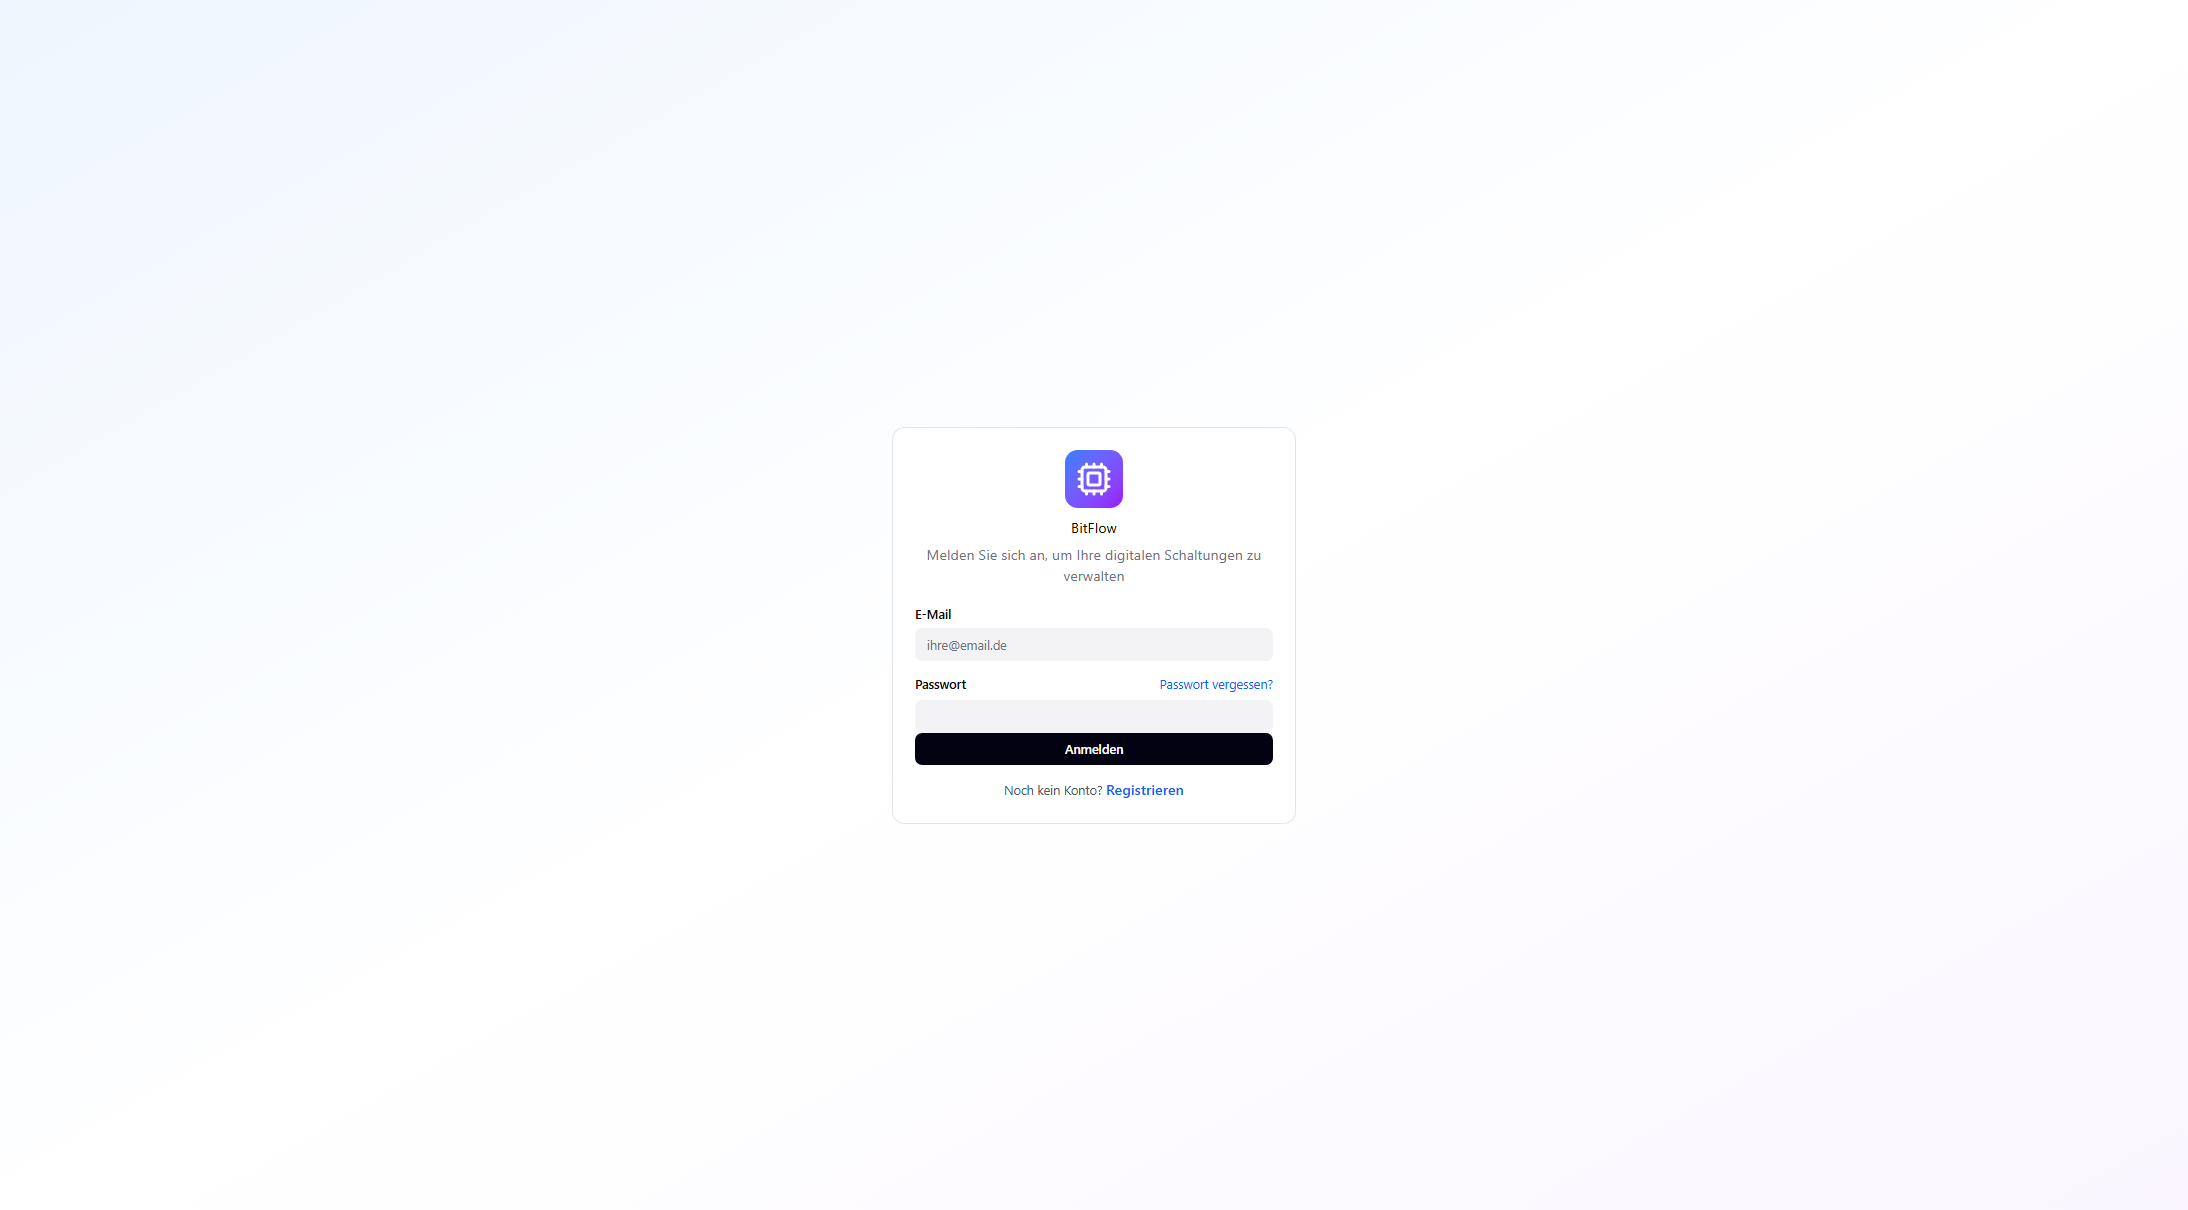 BitFlow
Melden Sie sich an, um Ihre digitalen Schaltungen zu
verwalten
E-Mail
ihre@email.de
Passwort Passwort vergessen?
Anmelden
Noch kein Konto? Registrieren